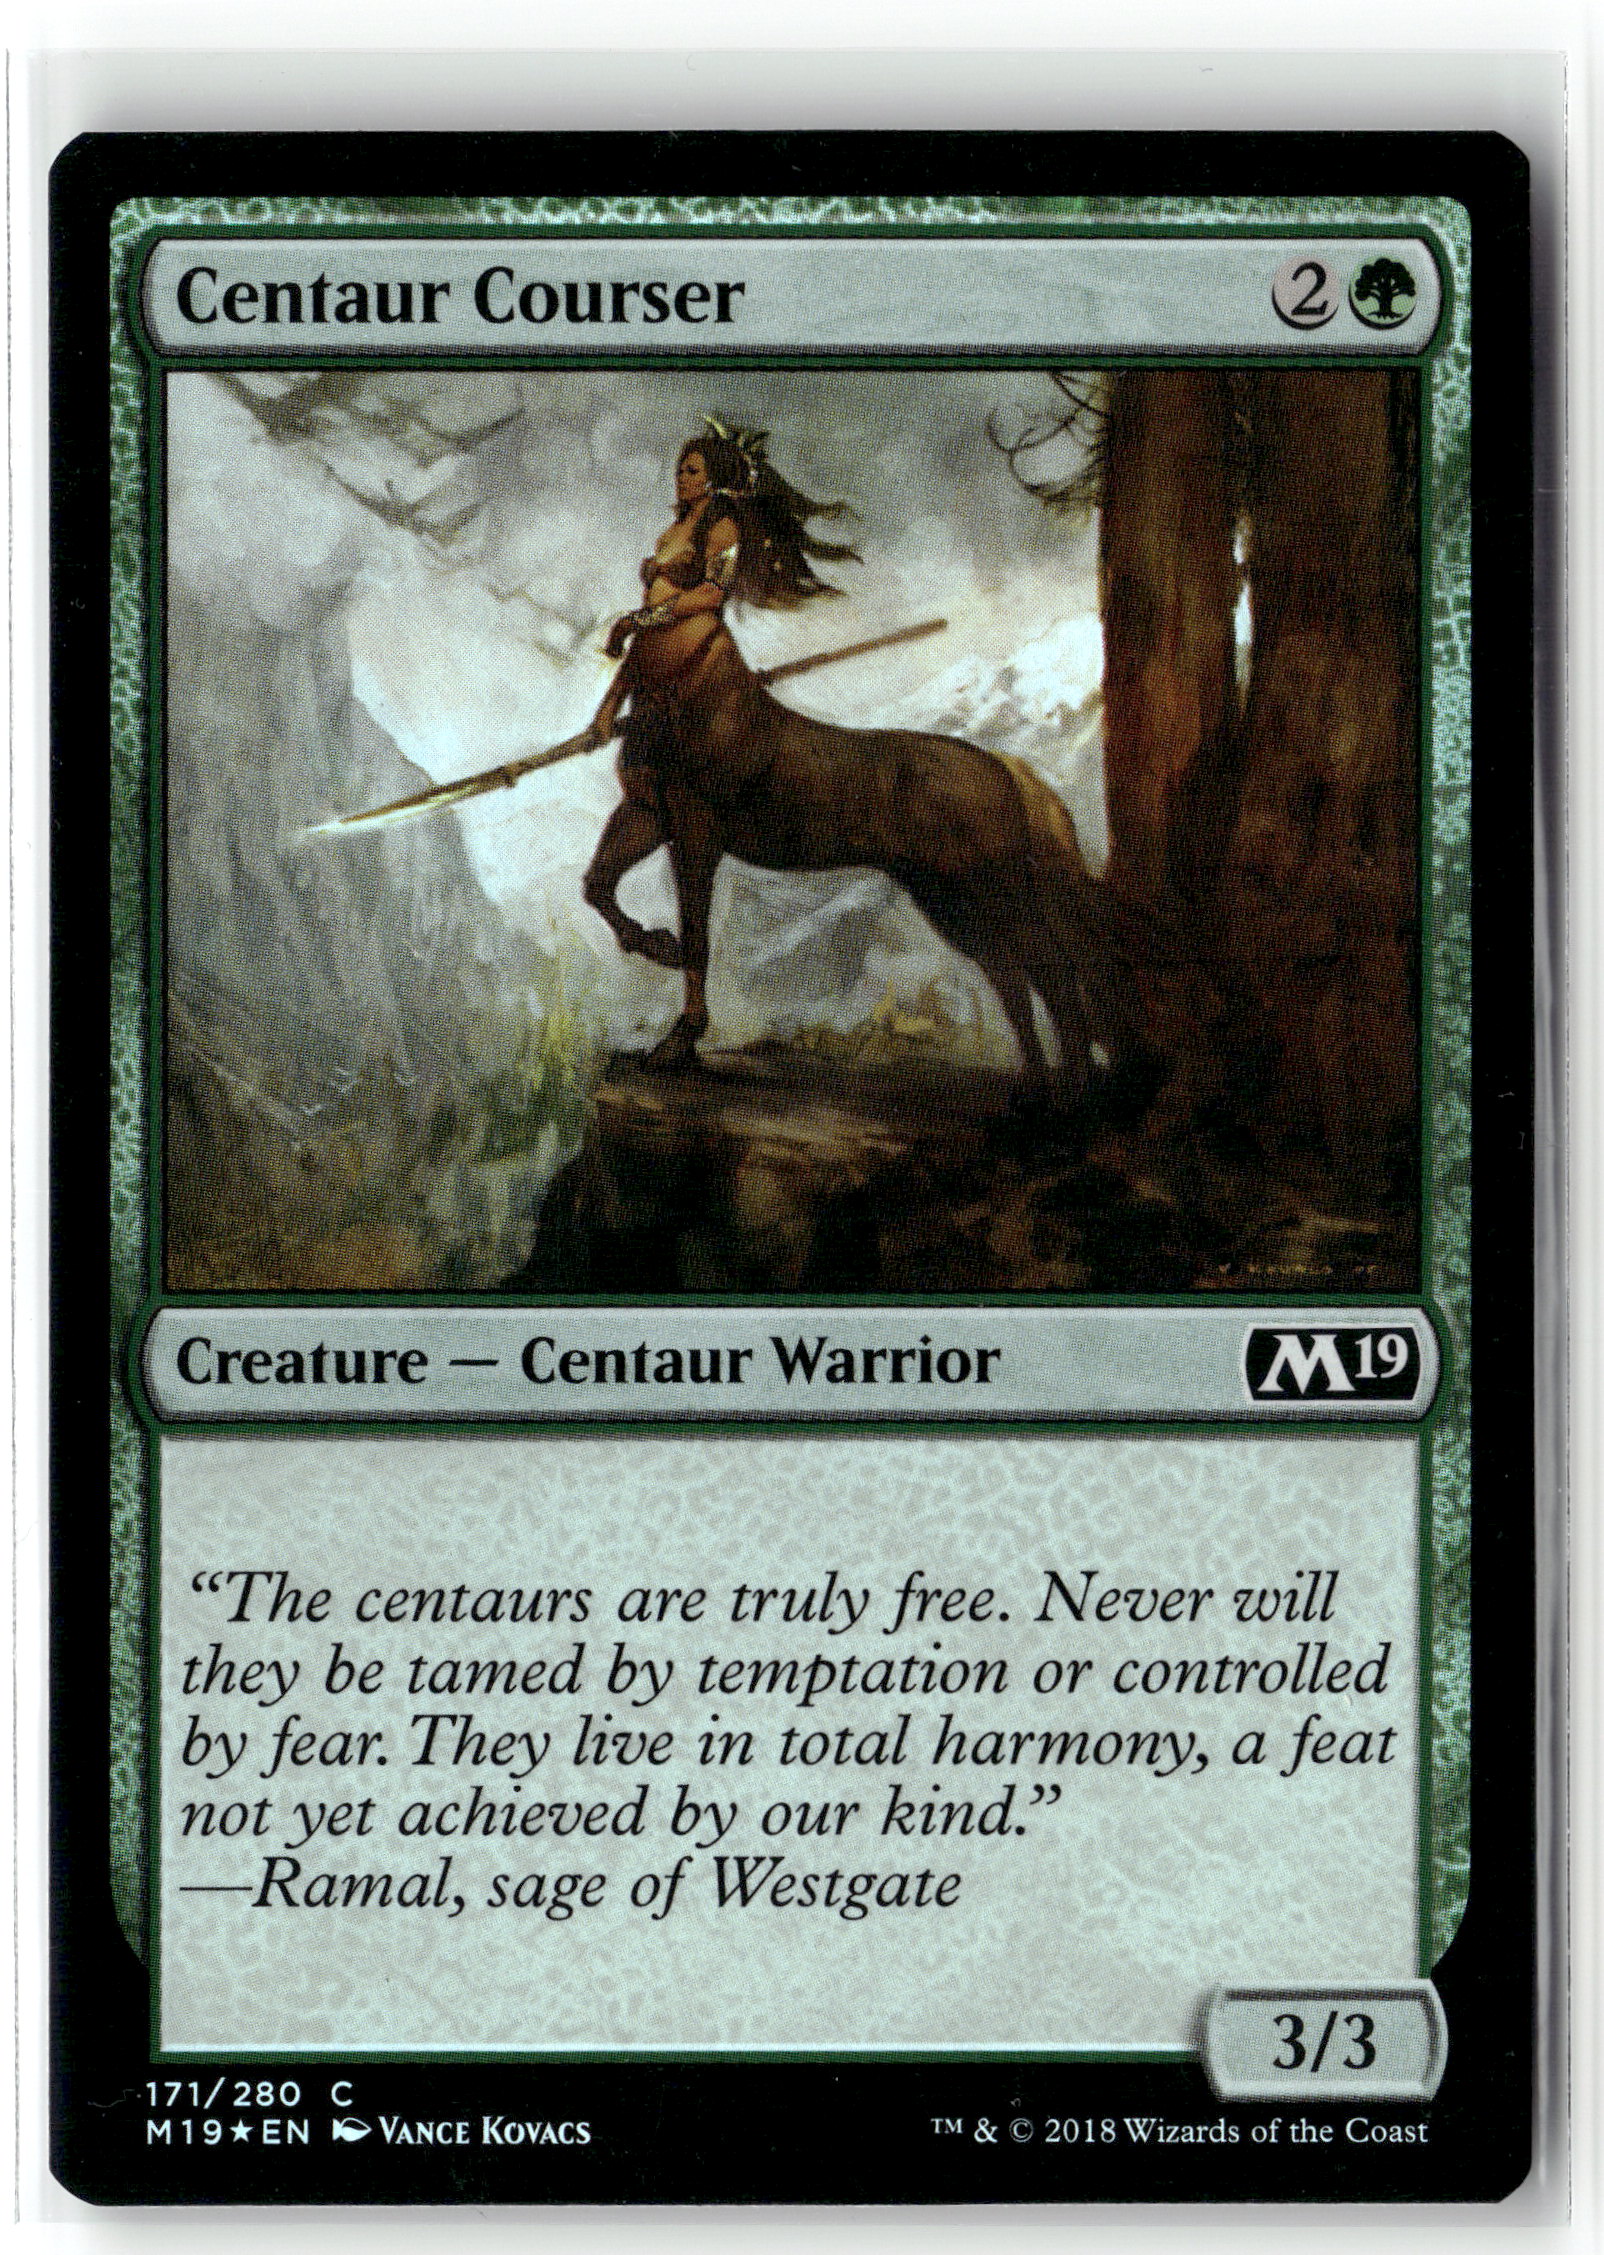 Centaur Courser 2
Creature — Centaur Warrior M19
“The centaurs are truly free. Never will
they be tamed by temptation or controlled
by fear. They live in total harmony, a feat
not yet achieved by our kind.”
—Ramal, sage of Westgate
3/3
171/280 C
M19★EN VANCE KOVACS
™ & © 2018 Wizards of the Coast